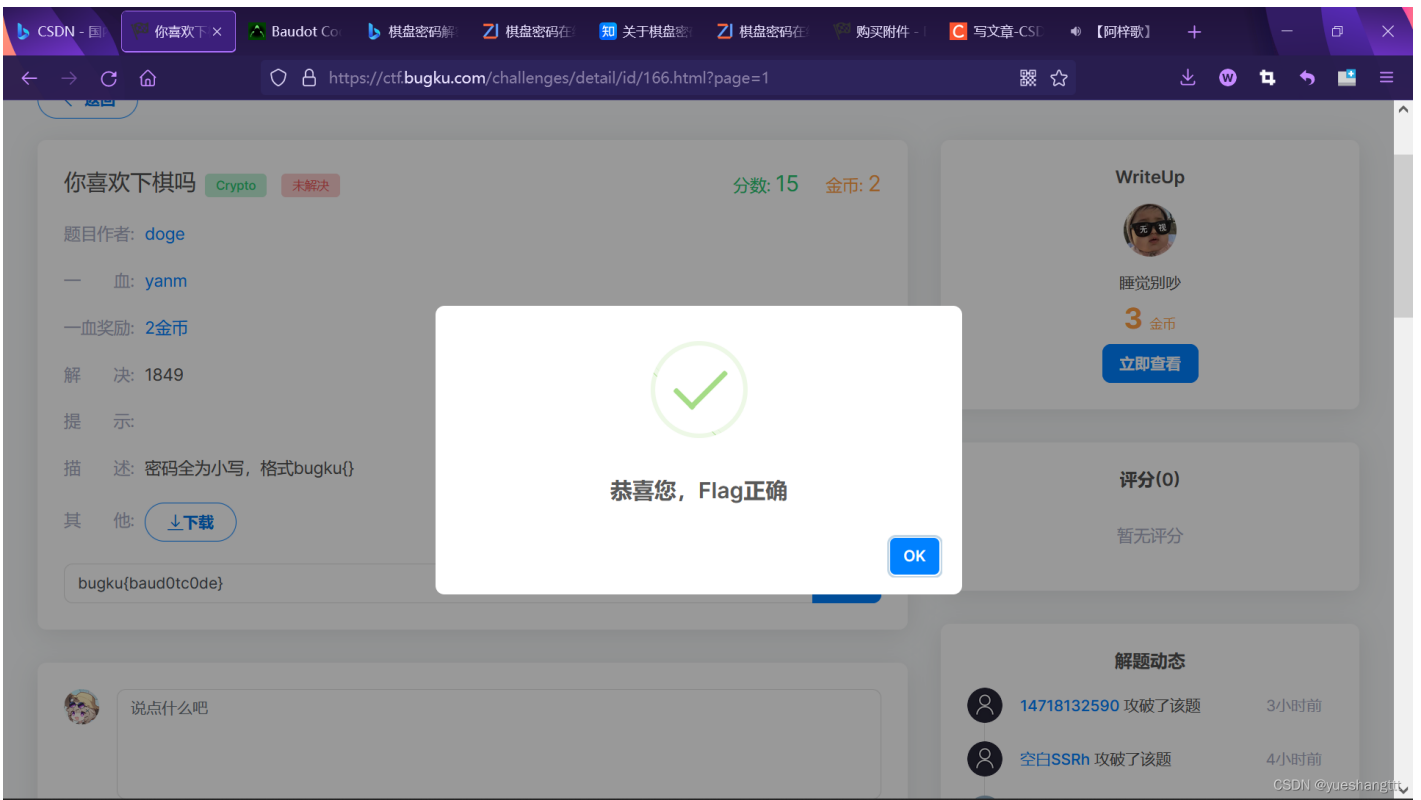 CSDN - 国
你喜欢下
Baudot Co
棋盘密码解
棋盘密码在
关于棋盘密
棋盘密码在
购买附件 -
写文章-CSD
【阿梓歌】
https://ctf.bugku.com/challenges/detail/id/166.html?page=1
返回
你喜欢下棋吗 Crypto 未解决 分数: 15 金币: 2
题目作者: doge
一 血: yanm
一血奖励: 2金币
解 决: 1849
提 示:
描 述: 密码全为小写，格式bugku{}
其 他: 下载
bugku{baud0tc0de}
恭喜您，Flag正确
OK
说点什么吧
WriteUp
无 视
睡觉别吵
3 金币
立即查看
评分(0)
暂无评分
解题动态
14718132590 攻破了该题 3小时前
空白SSRh 攻破了该题 4小时前
CSDN @yueshangttt